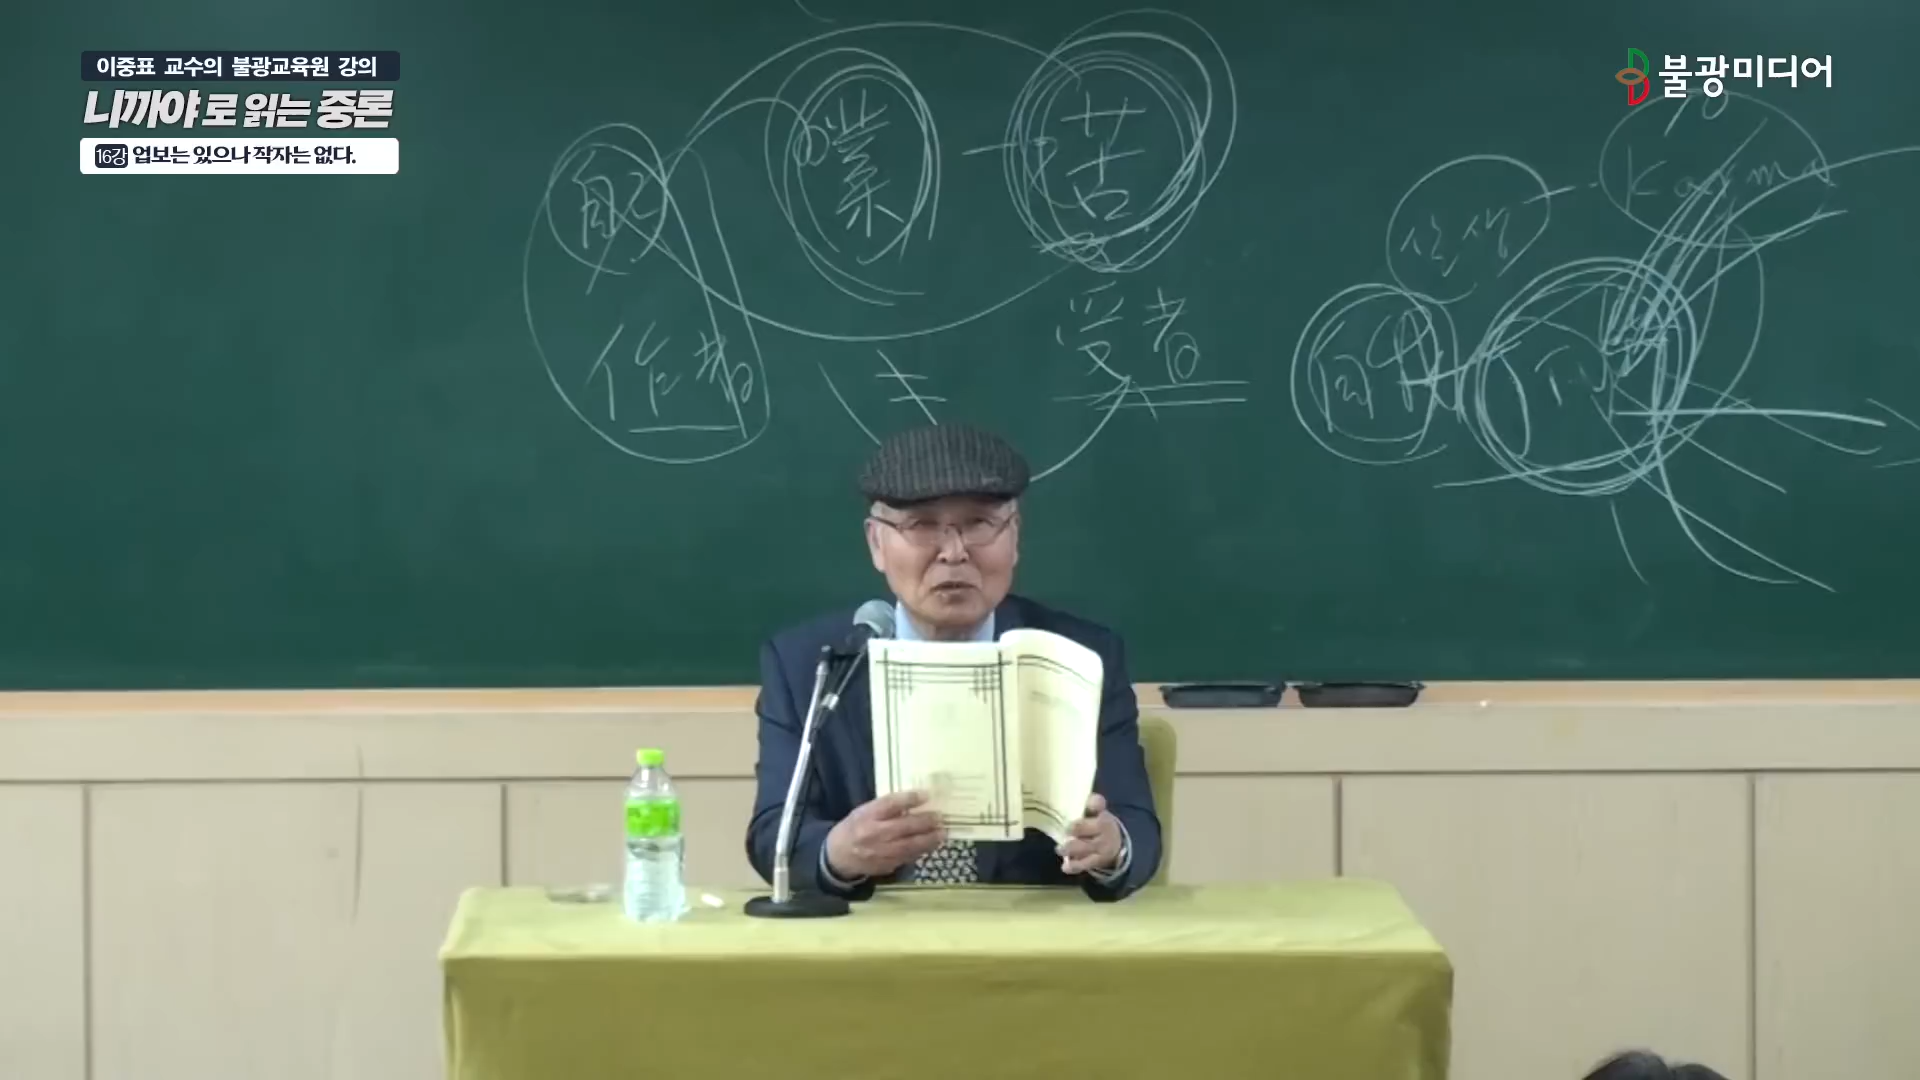 이중표 교수의 불광교육원 강의
니까야로 읽는 중론
16강 업보는 있으나 작자는 없다.
불광미디어
業 苦
Karma
作者
受者